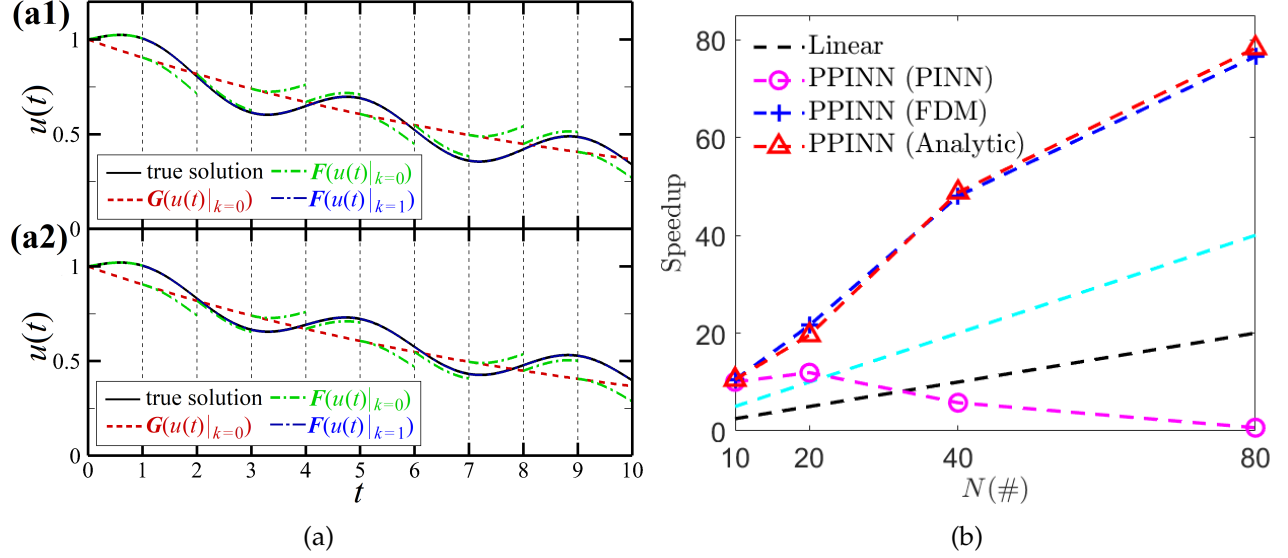 (a1)
u(t)
1
0.5
0
true solution
G(u(t)|k=0)
F(u(t)|k=0)
F(u(t)|k=1)
(a2)
u(t)
1
0.5
0
true solution
G(u(t)|k=0)
F(u(t)|k=0)
F(u(t)|k=1)
0 1 2 3 4 5 6 7 8 9 10
t
(a)
Speedup
80
60
40
20
0
Linear
PPINN (PINN)
PPINN (FDM)
PPINN (Analytic)
10 20 40 80
N(#)
(b)